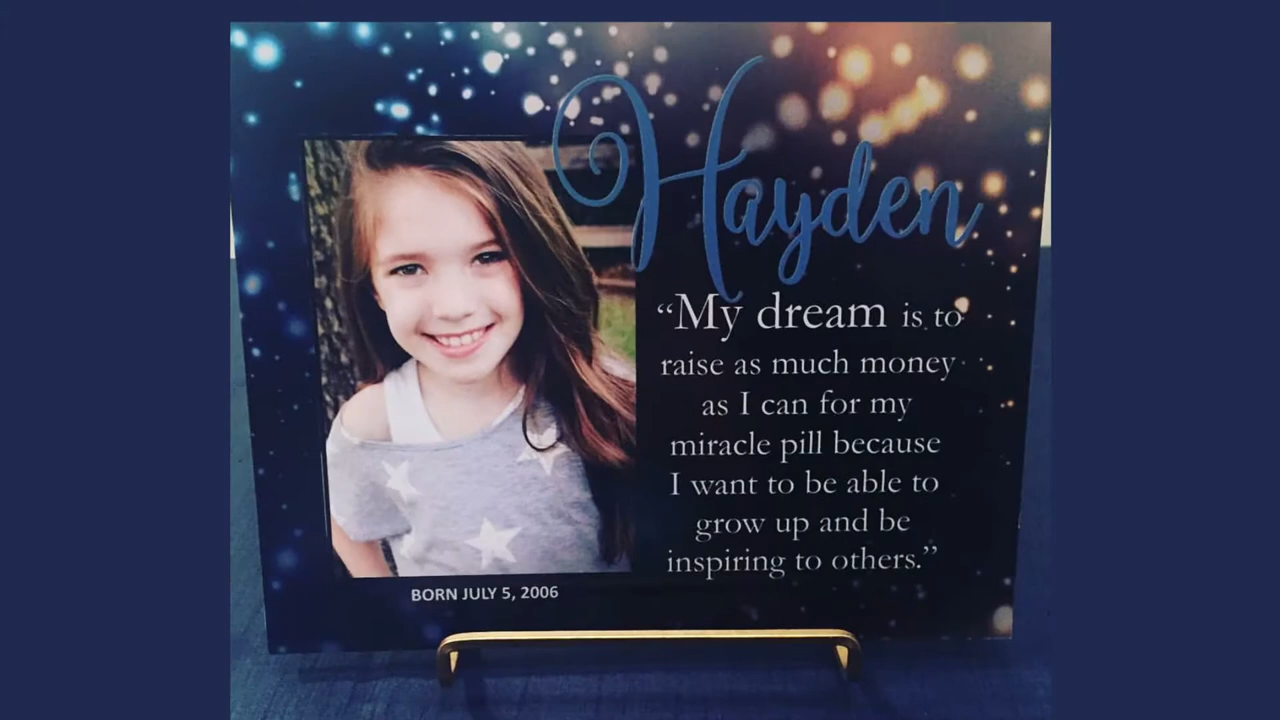 Hayden
“My dream is to
raise as much money
as I can for my
miracle pill because
I want to be able to
grow up and be
inspiring to others.”
BORN JULY 5, 2006